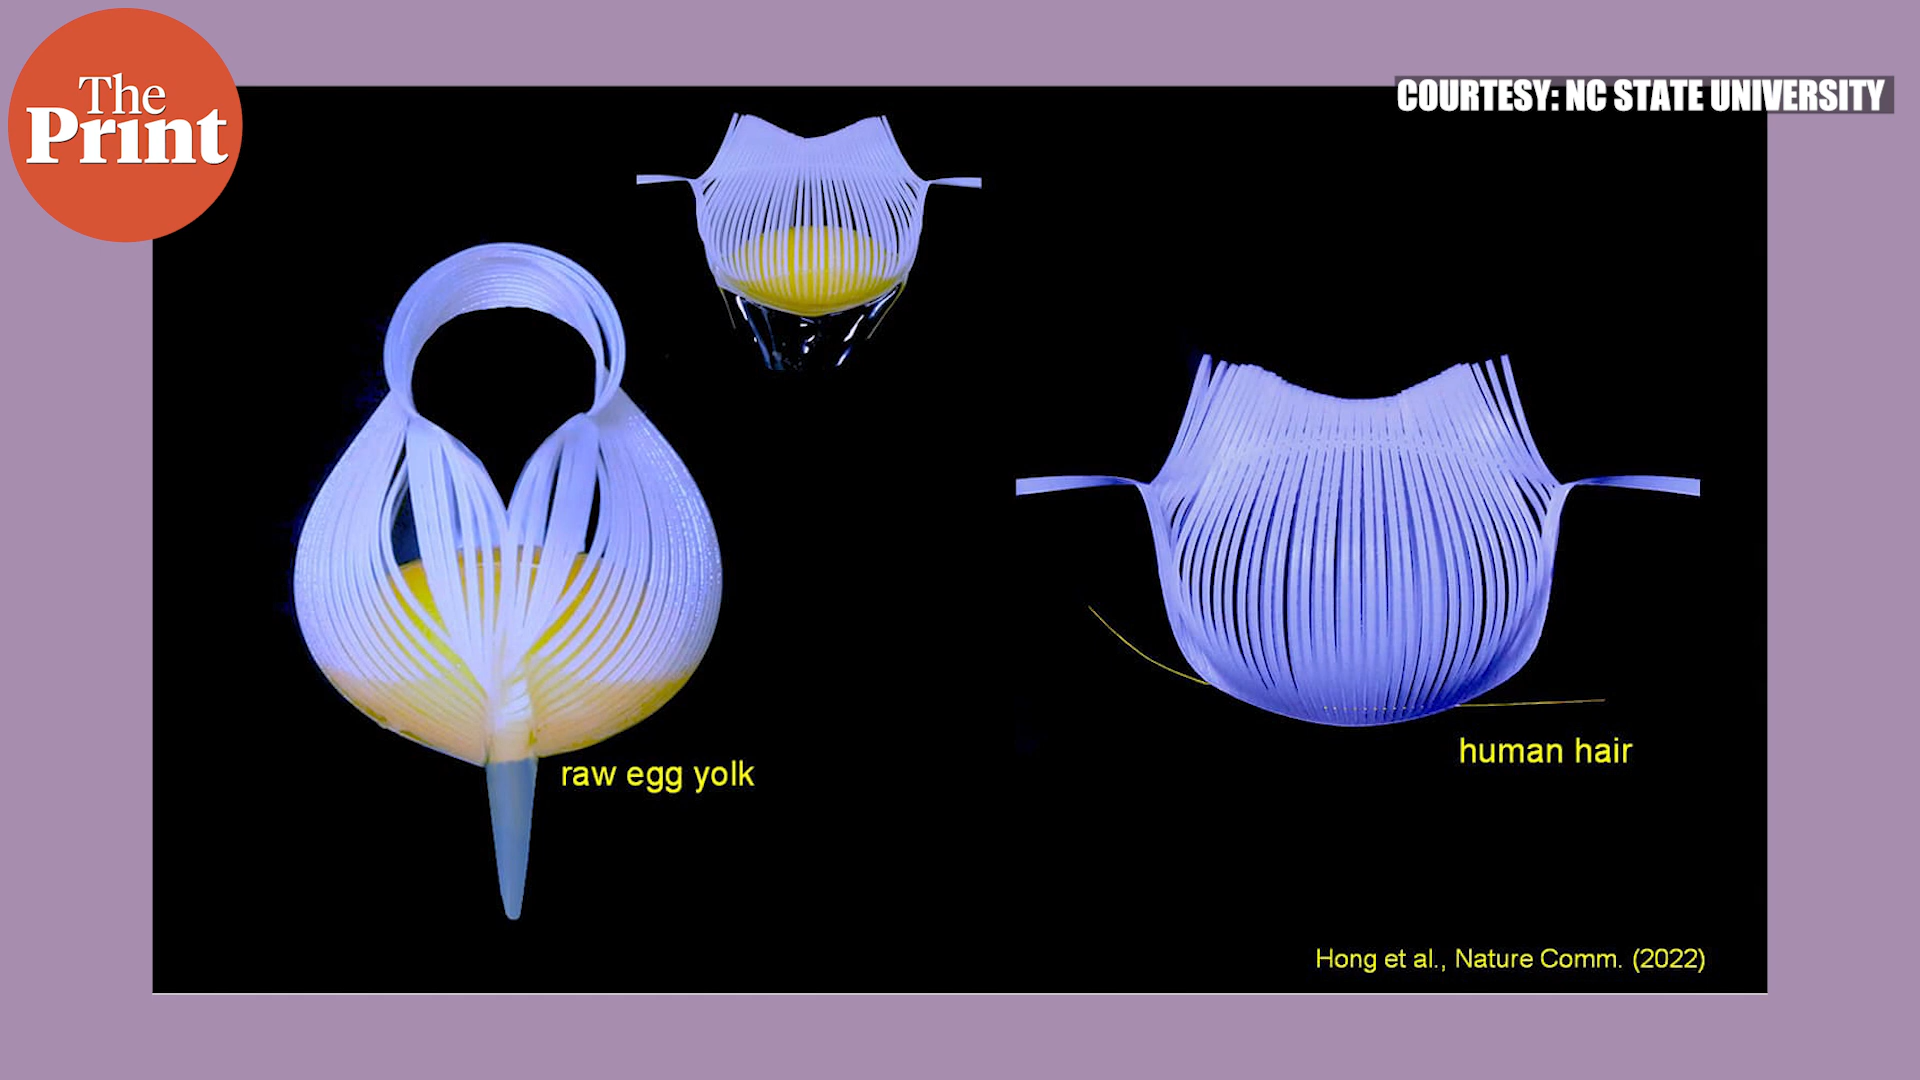 The
Print
COURTESY: NC STATE UNIVERSITY
raw egg yolk
human hair
Hong et al., Nature Comm. (2022)